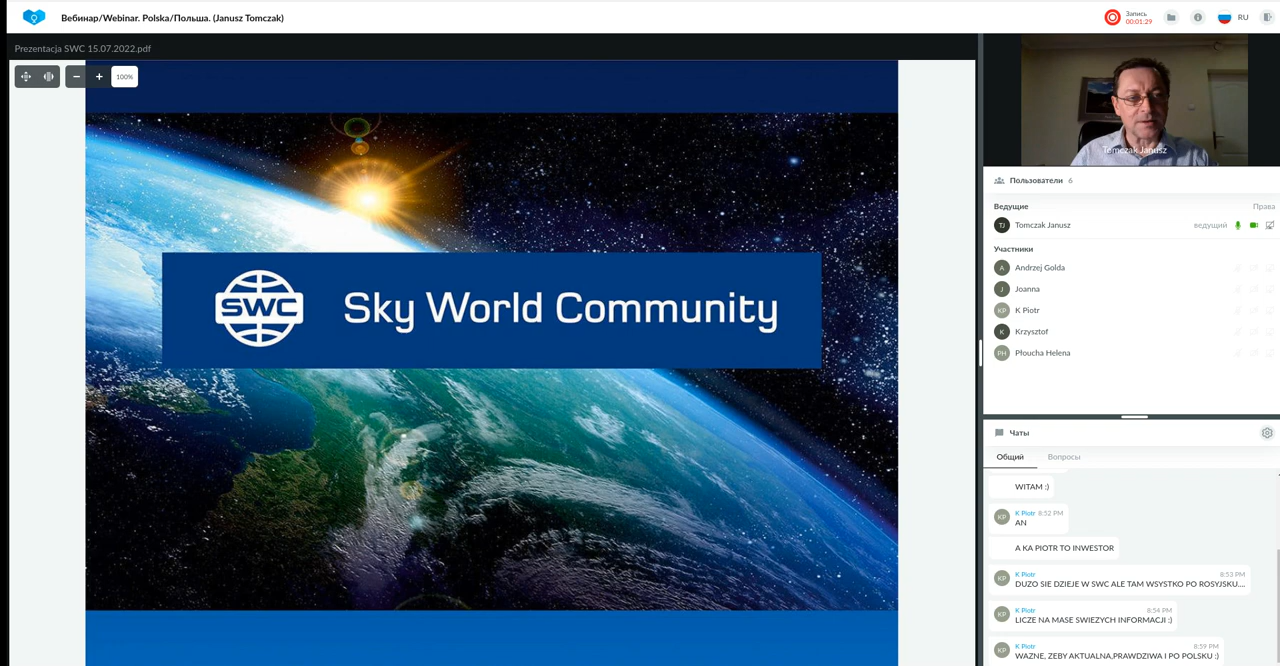 Вебинар/Webinar. Polska/Польша. (Janusz Tomczak)
Запись
00:01:29
RU
Prezentacja SWC 15.07.2022.pdf
100%
SWC
Sky World Community
Tomczak Janusz
Пользователи 6
Ведущие
Права
TJ
Tomczak Janusz
ведущий
Участники
A
Andrzej Golda
J
Joanna
KP
K Piotr
K
Krzysztof
PH
Płoucha Helena
Чаты
Общий
Вопросы
WITAM :)
KP
K Piotr 8:52 PM
AN
A KA PIOTR TO INWESTOR
KP
K Piotr 8:53 PM
DUZO SIE DZIEJE W SWC ALE TAM WSYSTKO PO ROSYJSKU....
KP
K Piotr 8:54 PM
LICZE NA MASE SWIEZYCH INFORMACJI :)
KP
K Piotr 8:59 PM
WAZNE, ZEBY AKTUALNA,PRAWDZIWA I PO POLSKU :)